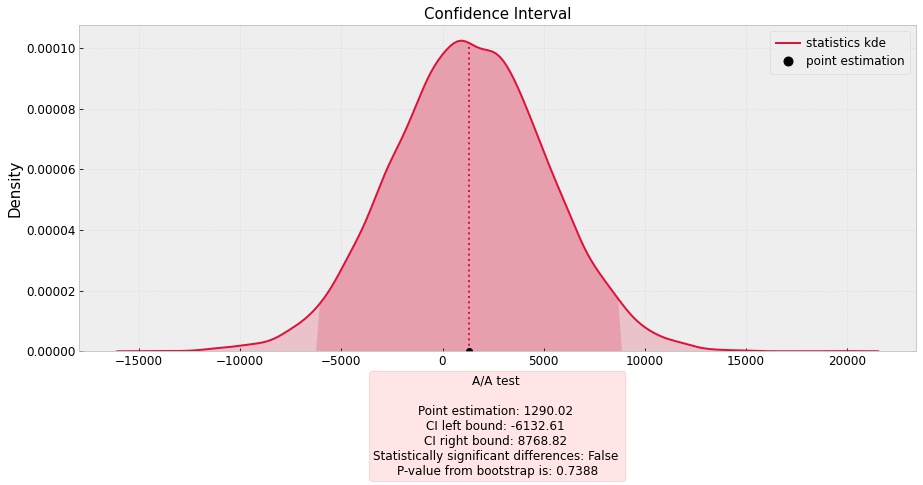 Confidence Interval
statistics kde
point estimation
Density
0.00010
0.00008
0.00006
0.00004
0.00002
0.00000
−15000 −10000 −5000 0 5000 10000 15000 20000
A/A test
Point estimation: 1290.02
CI left bound: -6132.61
CI right bound: 8768.82
Statistically significant differences: False
P-value from bootstrap is: 0.7388